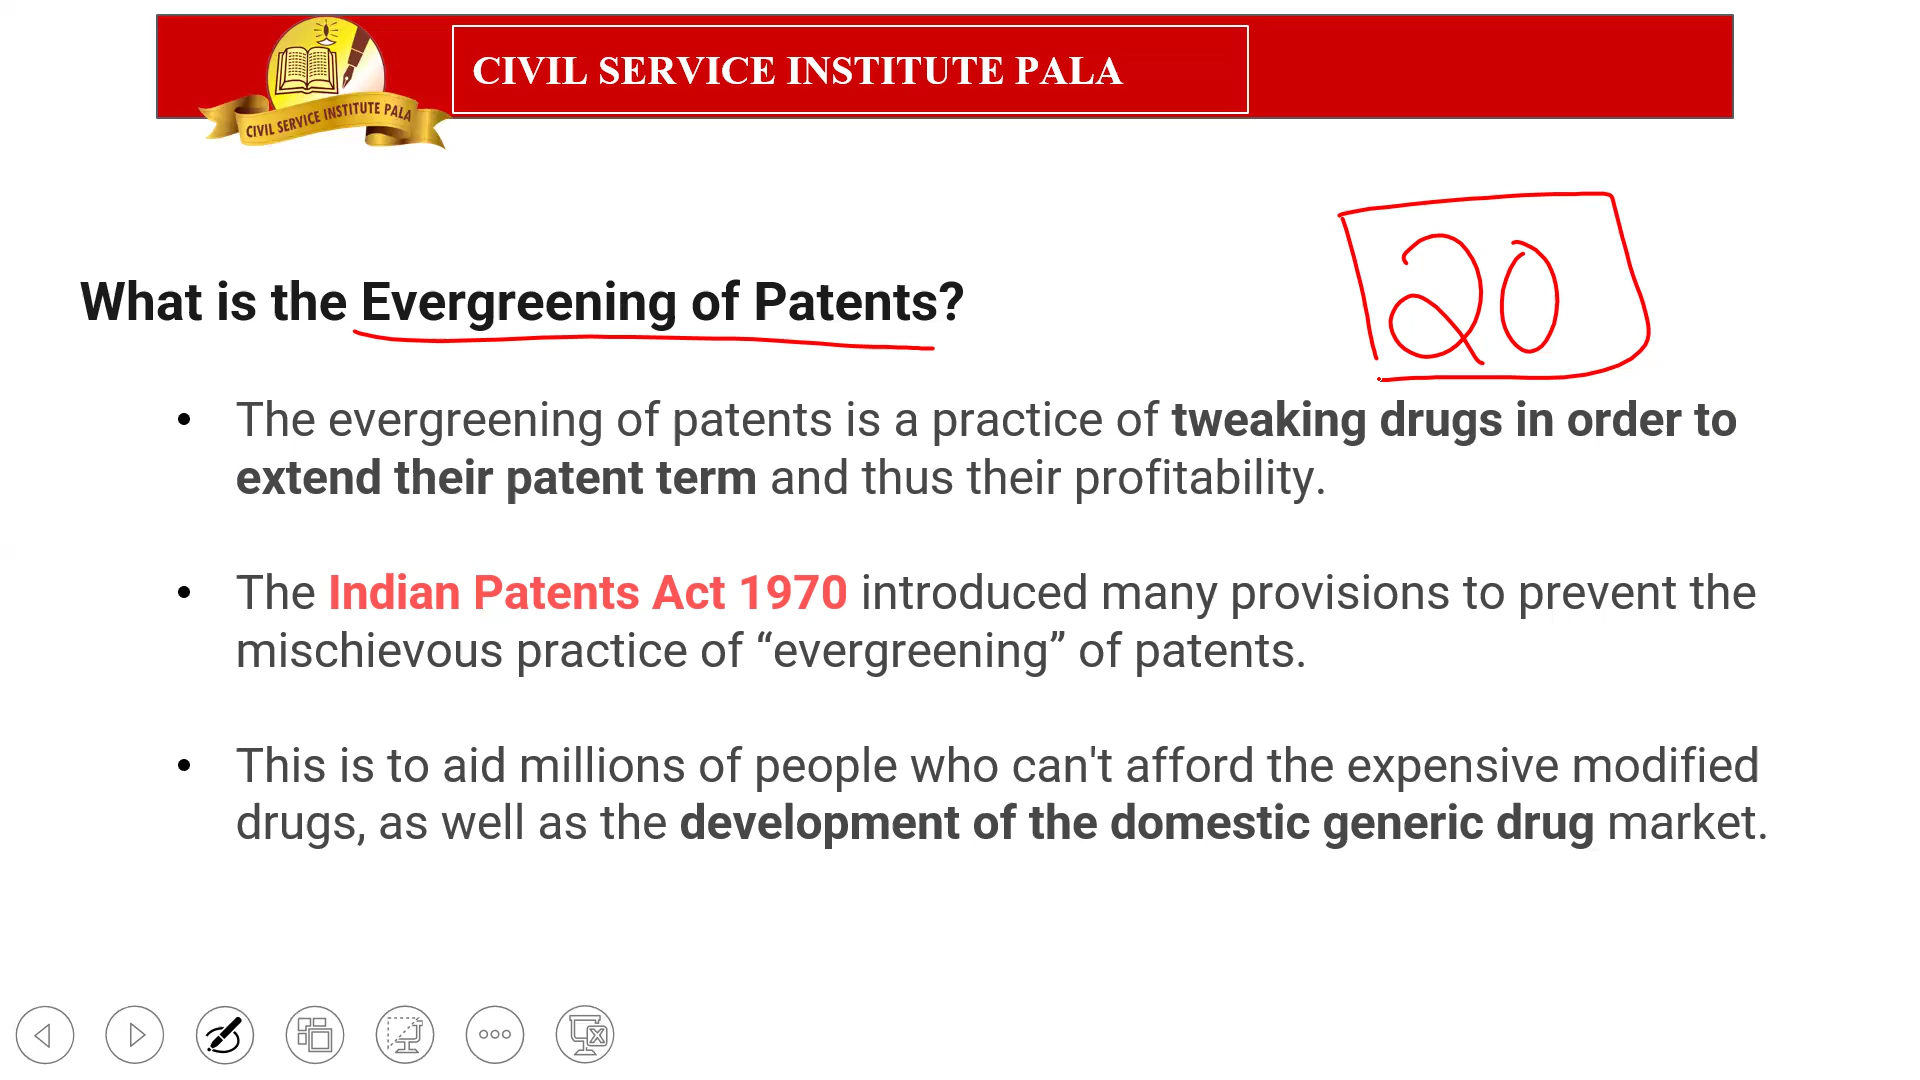 CIVIL SERVICE INSTITUTE PALA
CIVIL SERVICE INSTITUTE PALA
20
What is the Evergreening of Patents?
• The evergreening of patents is a practice of tweaking drugs in order to
extend their patent term and thus their profitability.
• The Indian Patents Act 1970 introduced many provisions to prevent the
mischievous practice of “evergreening” of patents.
• This is to aid millions of people who can't afford the expensive modified
drugs, as well as the development of the domestic generic drug market.